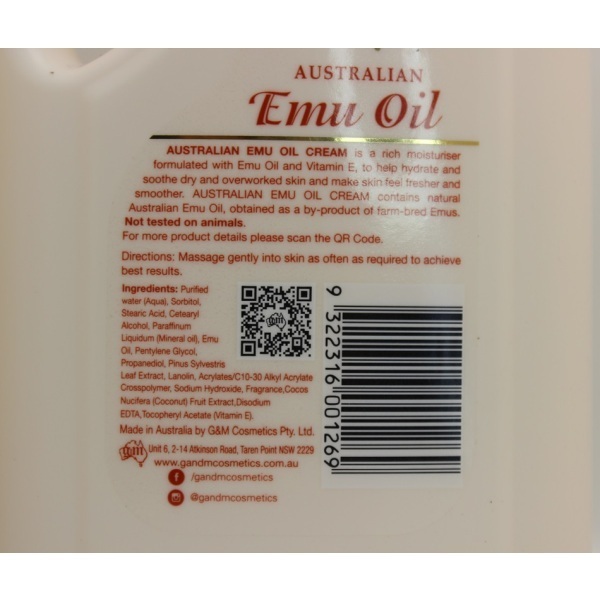 AUSTRALIAN
Emu Oil
AUSTRALIAN EMU OIL CREAM is a rich moisturiser
formulated with Emu Oil and Vitamin E, to help hydrate and
soothe dry and overworked skin and make skin feel fresher and
smoother. AUSTRALIAN EMU OIL CREAM contains natural
Australian Emu Oil, obtained as a by-product of farm-bred Emus.
Not tested on animals.
For more product details please scan the QR Code.
Directions: Massage gently into skin as often as required to achieve
best results.
Ingredients: Purified
water (Aqua), Sorbitol,
Stearic Acid, Cetearyl
Alcohol, Paraffinum
Liquidum (Mineral oil), Emu
Oil, Pentylene Glycol,
Propanediol, Pinus Sylvestris
Leaf Extract, Lanolin, Acrylates/C10-30 Alkyl Acrylate
Crosspolymer, Sodium Hydroxide, Fragrance,Cocos
Nucifera (Coconut) Fruit Extract,Disodium
EDTA,Tocopheryl Acetate (Vitamin E).
g&m
9 322316 001269
Made in Australia by G&M Cosmetics Pty. Ltd.
g&m
Unit 6, 2-14 Atkinson Road, Taren Point NSW 2229
www.gandmcosmetics.com.au
/gandmcosmetics
@gandmcosmetics